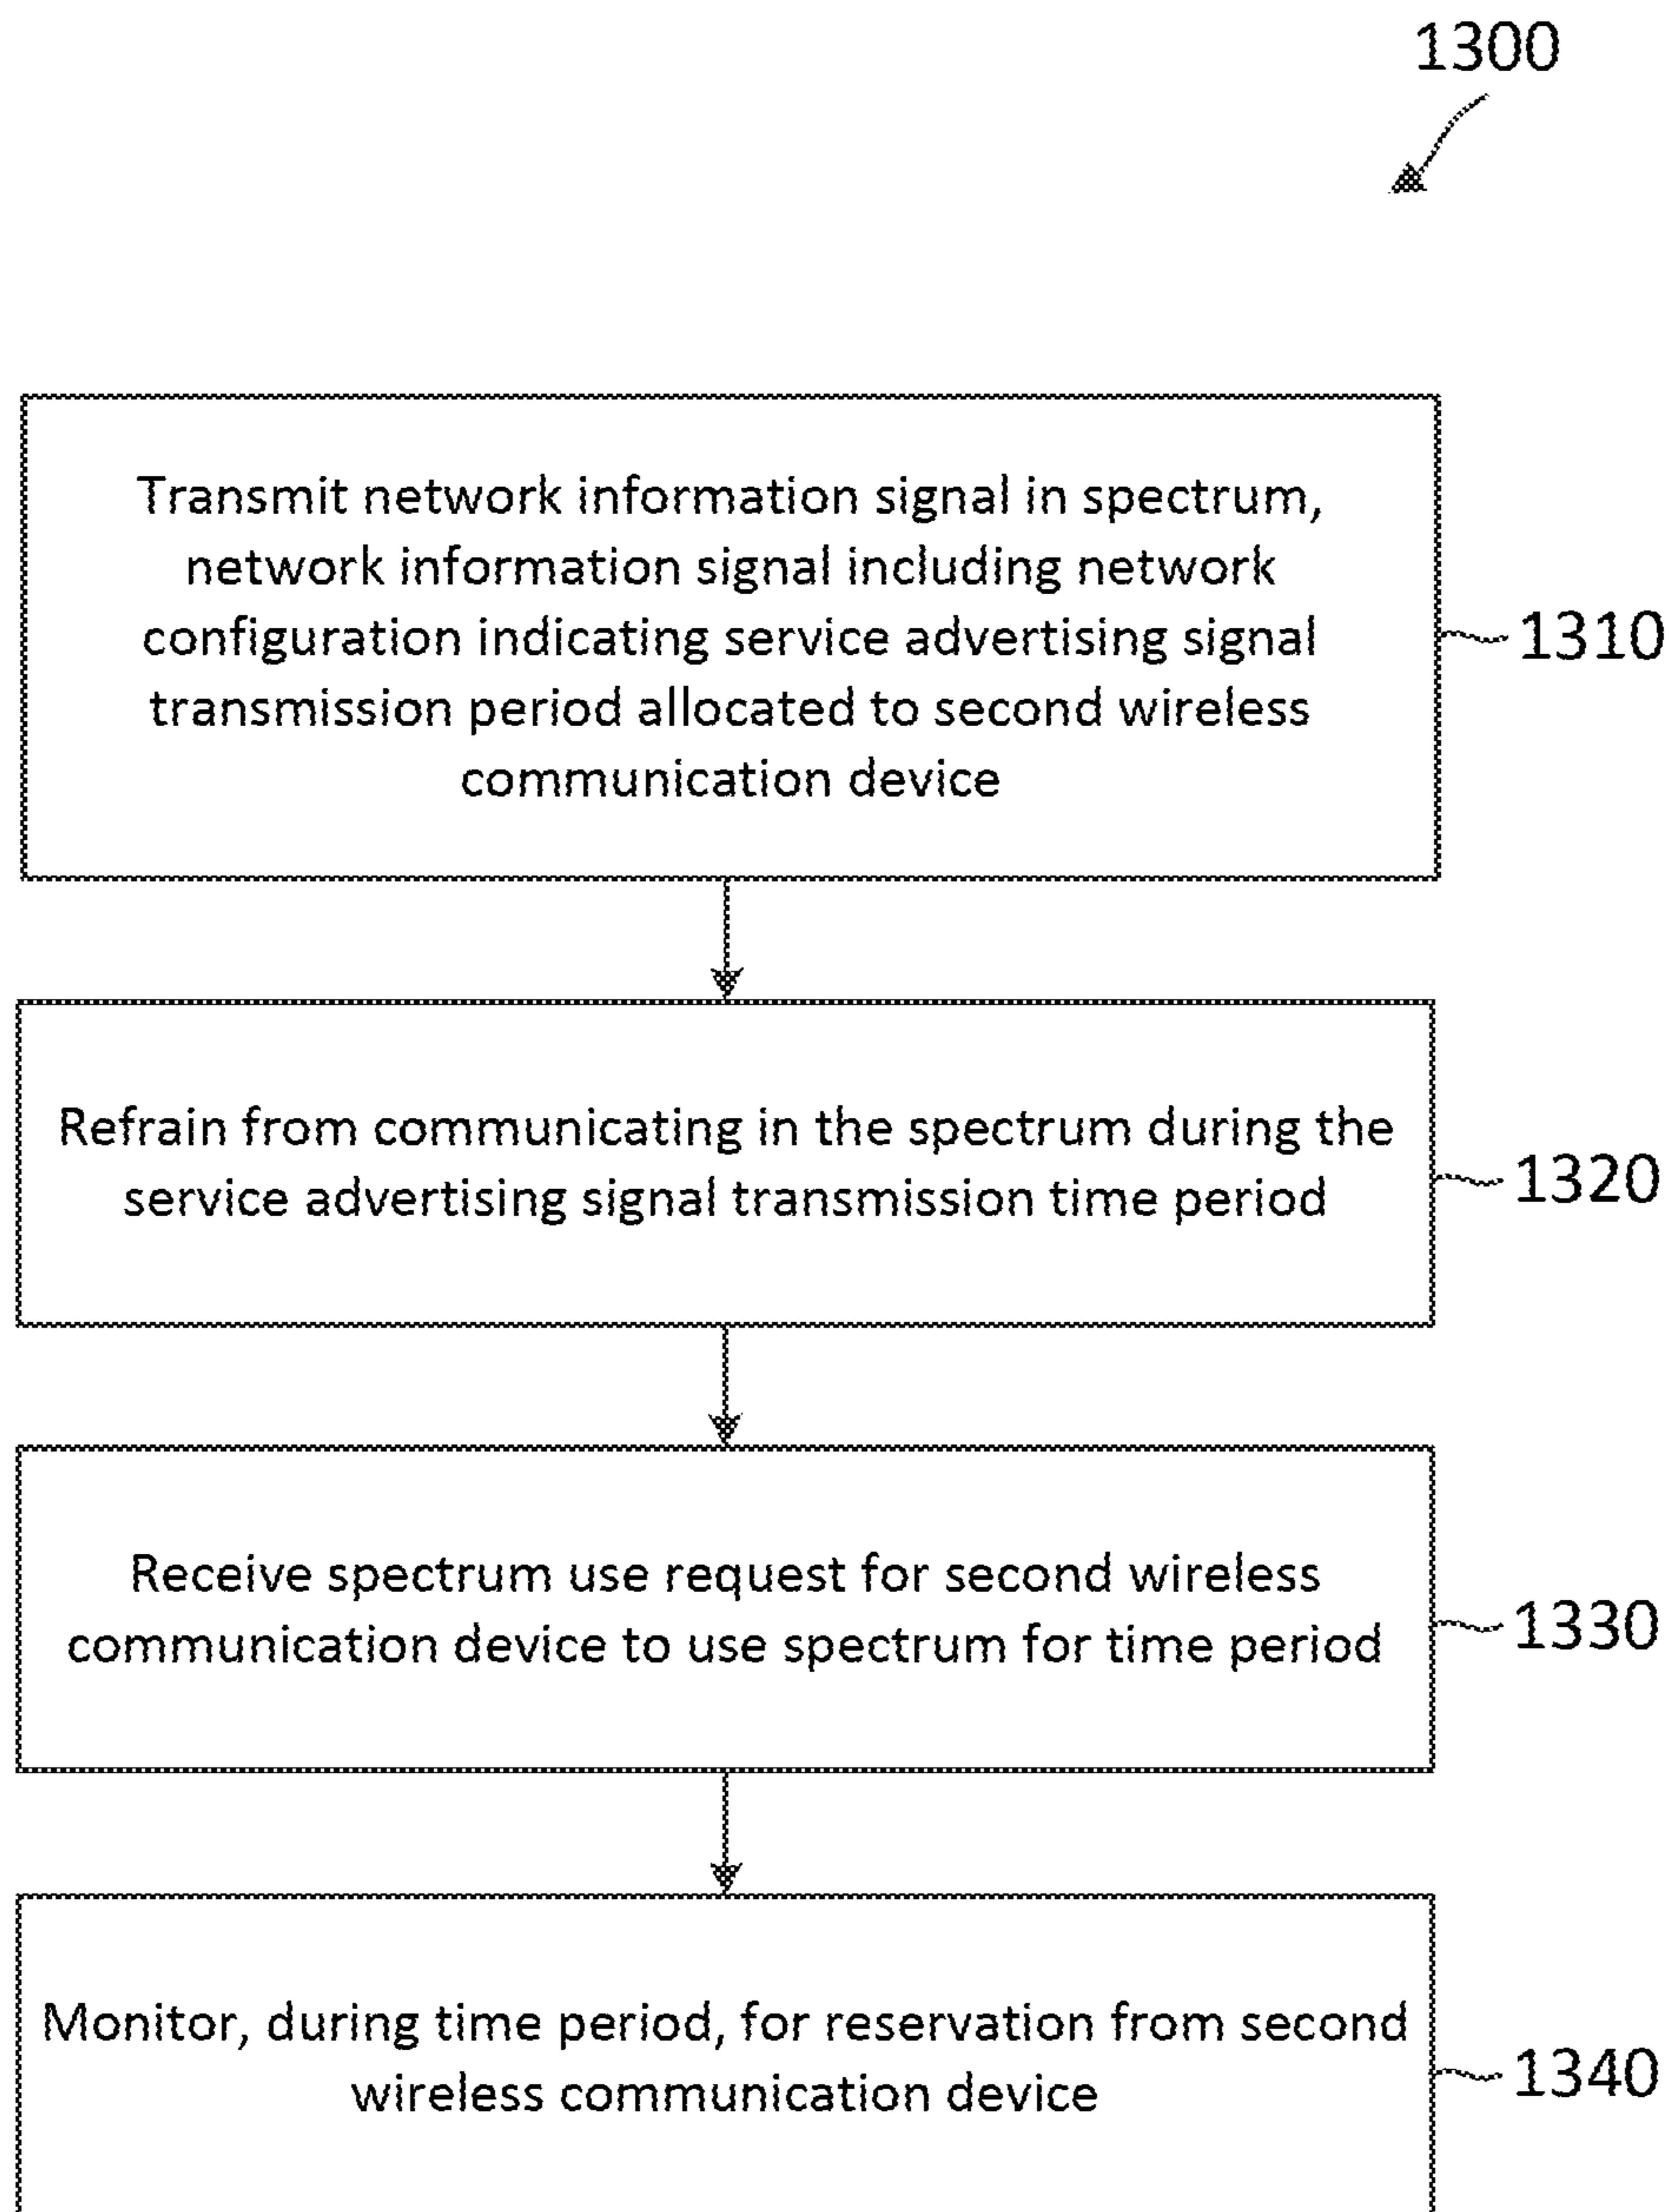 1300
Transmit network information signal in spectrum,
network information signal including network
configuration indicating service advertising signal
transmission period allocated to second wireless
communication device
1310
Refrain from communicating in the spectrum during the
service advertising signal transmission time period
1320
Receive spectrum use request for second wireless
communication device to use spectrum for time period
1330
Monitor, during time period, for reservation from second
wireless communication device
1340